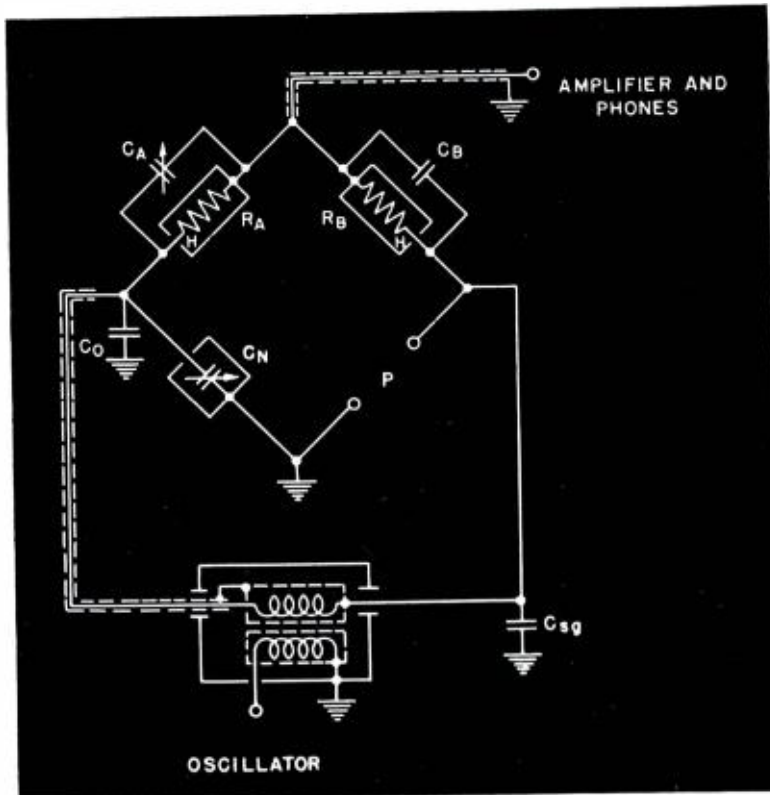 AMPLIFIER AND
PHONES
CA
CB
RA
RB
H
H
CO
CN
P
Csg
OSCILLATOR